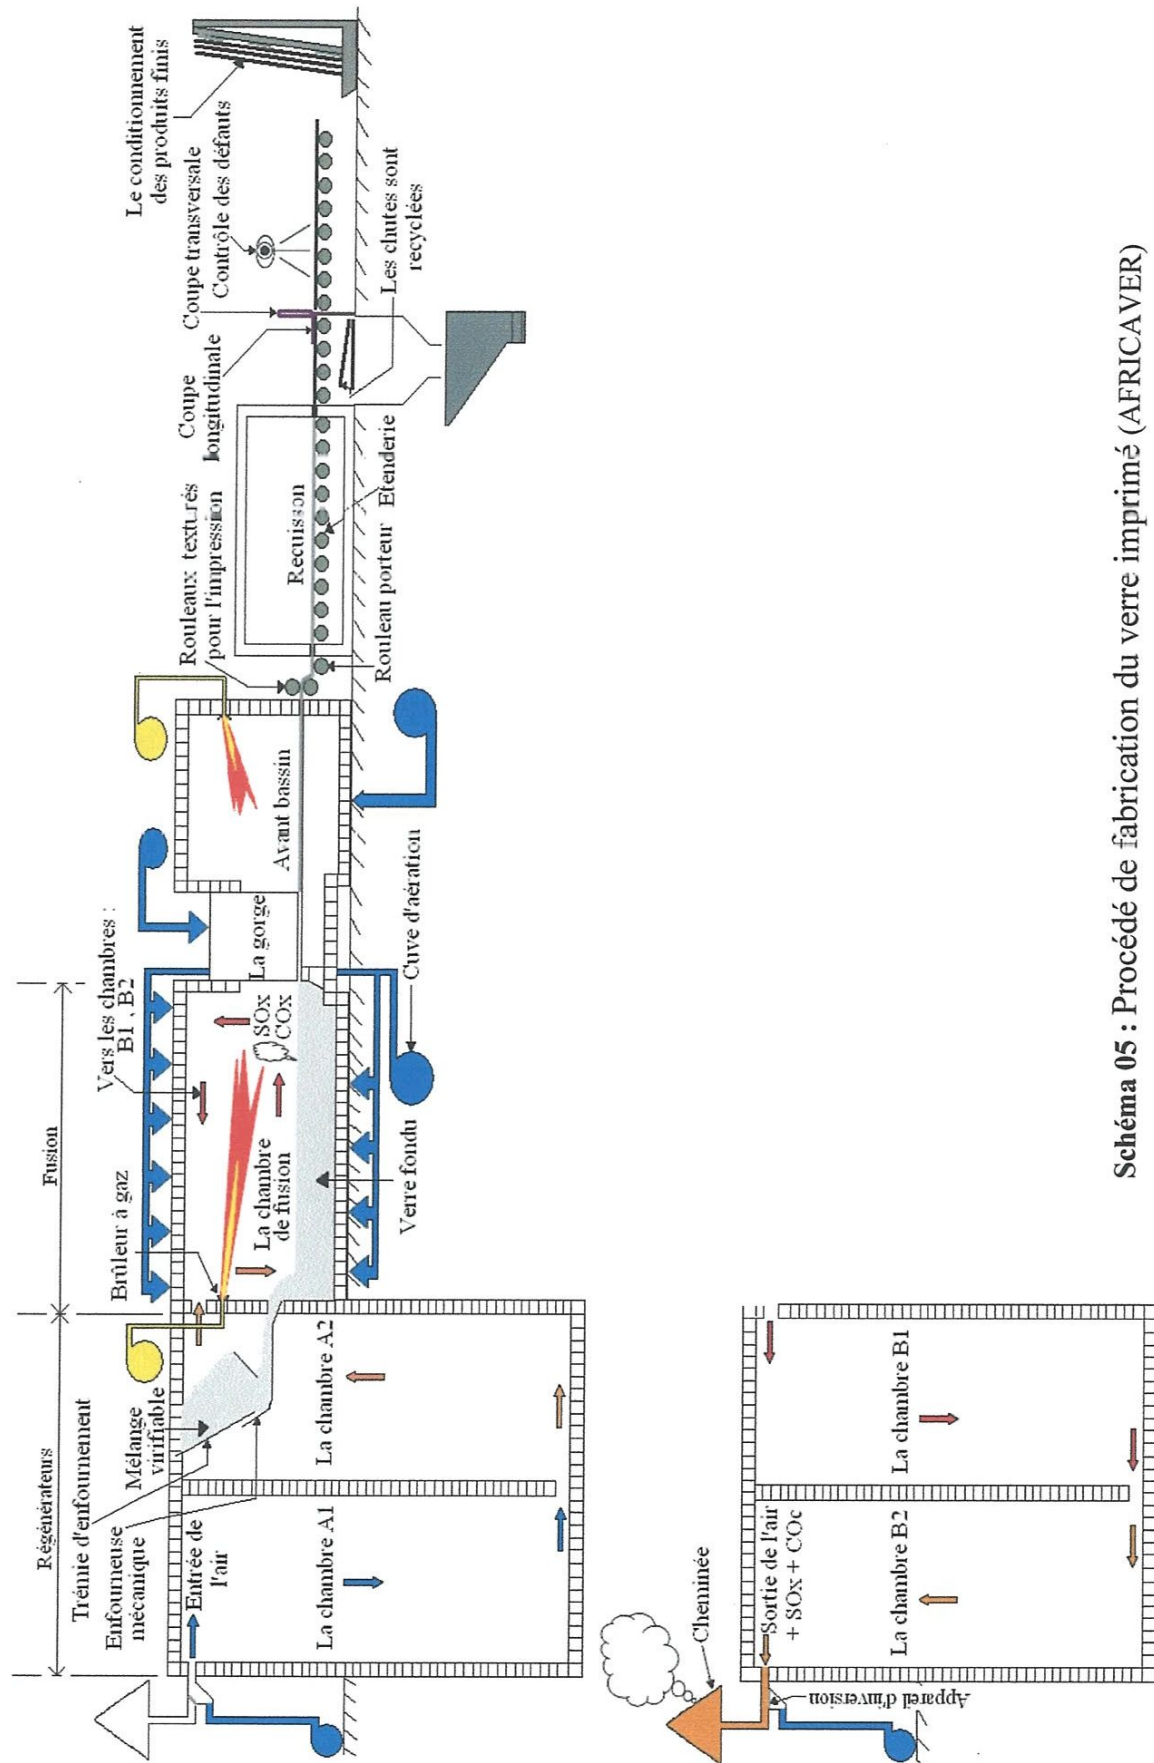 Régénérateurs
Fusion
Trémie d'enfournement
Mélange
virifiable
Enfourneuse
mécanique
Entrée de
l'air
Brûleur à gaz
Vers les chambres :
B1 , B2
La chambre
de fusion
SOx
COx
Verre fondu
Cuve d'aération
La gorge
Avant bassin
La chambre A1
La chambre A2
Rouleaux texturés
pour l'impression
Rouleau porteur
Recuisson
Etenderie
Coupe
longitudinale
Coupe transversale
Contrôle des défauts
Les chutes sont
recyclées
Le conditionnement
des produits finis
Cheminée
Appareil d'inversion
Sortie de l'air
+ SOx + COc
La chambre B2
La chambre B1
Schéma 05 : Procédé de fabrication du verre imprimé (AFRICAVER)